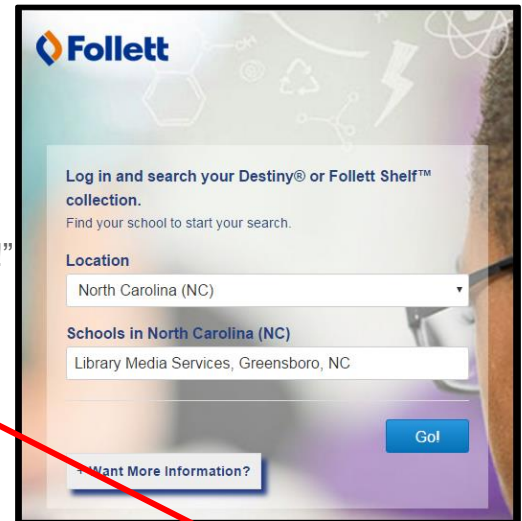 Follett
Log in and search your Destiny® or Follett Shelf™
collection.
Find your school to start your search.
Location
North Carolina (NC)
Schools in North Carolina (NC)
Library Media Services, Greensboro, NC
Go!
+ Want More Information?